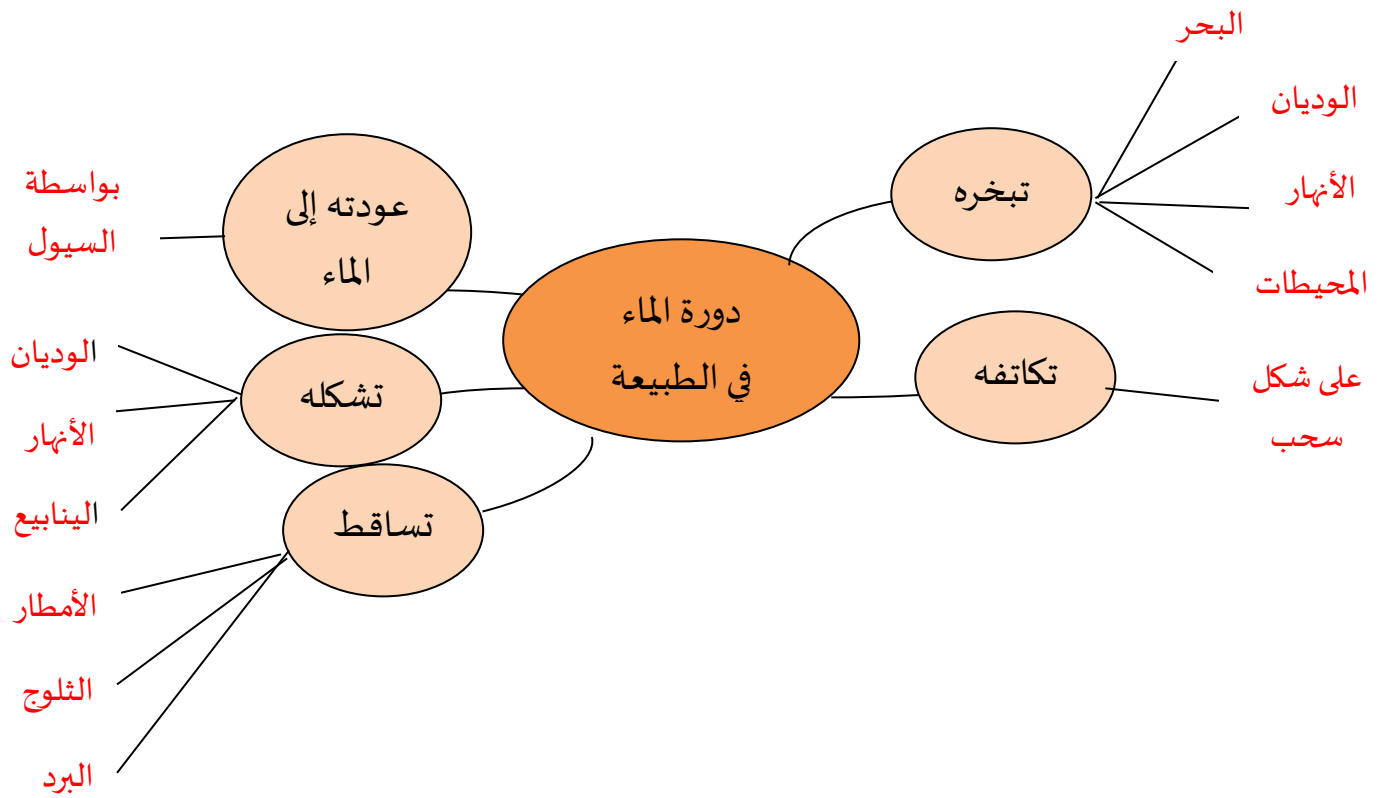 دورة الماء
في الطبيعة
تبخره
البحر
الوديان
الأنهار
المحيطات
تكاتفه
على شكل
سحب
تساقط
الأمطار
الثلوج
البرد
تشكله
الوديان
الأنهار
الينابيع
عودته إلى
الماء
بواسطة
السيول